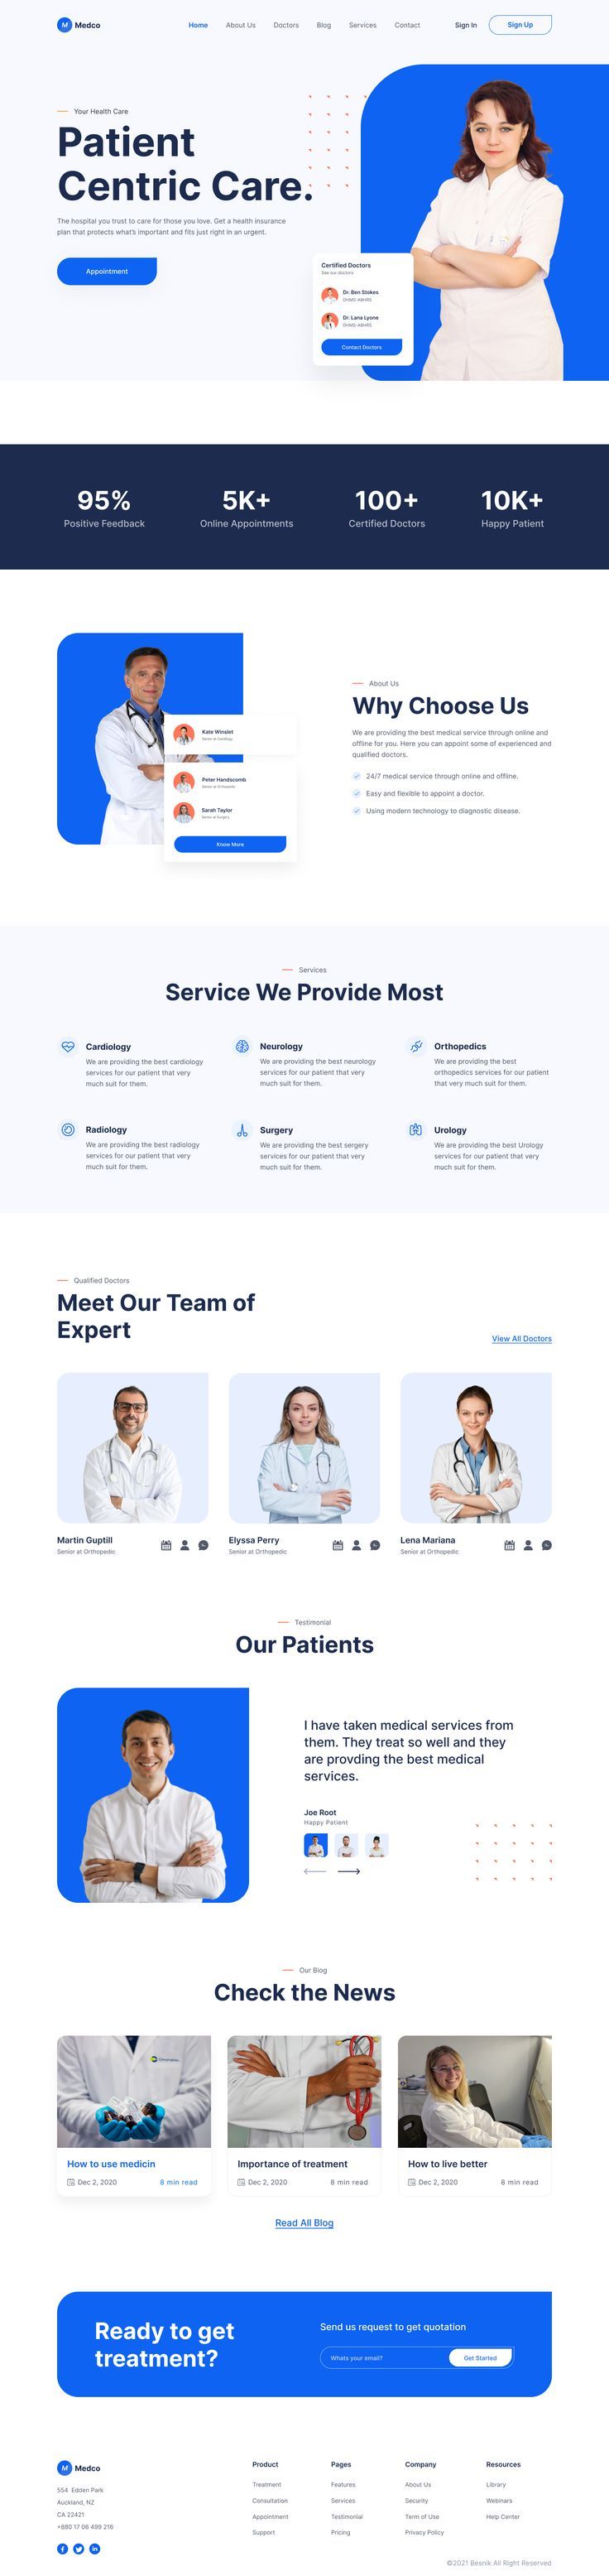 Medco
Home About Us Doctors Blog Services Contact Sign In Sign Up
Your Health Care
Patient
Centric Care.
The hospital you trust to care for those you love. Get a health insurance
plan that protects what's important and fits just right in an urgent.
Appointment
Certified Doctors
See our doctors
Dr. Ben Stokes
DHMS-ABHRS
Dr. Lana Lyone
DHMS-ABHRS
Contact Doctors
95% 5K+ 100+ 10K+
Positive Feedback Online Appointments Certified Doctors Happy Patient
Kate Winslet
Senior at Cardiology
Peter Handscomb
Senior at Orthopedic
Sarah Taylor
Senior at Surgery
Know More
About Us
Why Choose Us
We are providing the best medical service through online and
offline for you. Here you can appoint some of experienced and
qualified doctors.
24/7 medical service through online and offline.
Easy and flexible to appoint a doctor.
Using modern technology to diagnostic disease.
Services
Service We Provide Most
Cardiology
We are providing the best cardiology
services for our patient that very
much suit for them.
Neurology
We are providing the best neurology
services for our patient that very
much suit for them.
Orthopedics
We are providing the best
orthopedics services for our patient
that very much suit for them.
Radiology
We are providing the best radiology
services for our patient that very
much suit for them.
Surgery
We are providing the best sergery
services for our patient that very
much suit for them.
Urology
We are providing the best Urology
services for our patient that very
much suit for them.
Qualified Doctors
Meet Our Team of
Expert
View All Doctors
Martin Guptill
Senior at Orthopedic
Elyssa Perry
Senior at Orthopedic
Lena Mariana
Senior at Orthopedic
Testimonial
Our Patients
I have taken medical services from
them. They treat so well and they
are provding the best medical
services.
Joe Root
Happy Patient
Our Blog
Check the News
How to use medicin
Dec 2, 2020 8 min read
Importance of treatment
Dec 2, 2020 8 min read
How to live better
Dec 2, 2020 8 min read
Read All Blog
Ready to get
treatment?
Send us request to get quotation
Whats your email? Get Started
Medco
554 Edden Park
Auckland, NZ
CA 22421
+880 17 06 499 216
Product
Treatment
Consultation
Appointment
Support
Pages
Features
Services
Testimonial
Pricing
Company
About Us
Security
Term of Use
Privacy Policy
Resources
Library
Webinars
Help Center
©2021 Besnik All Right Reserved